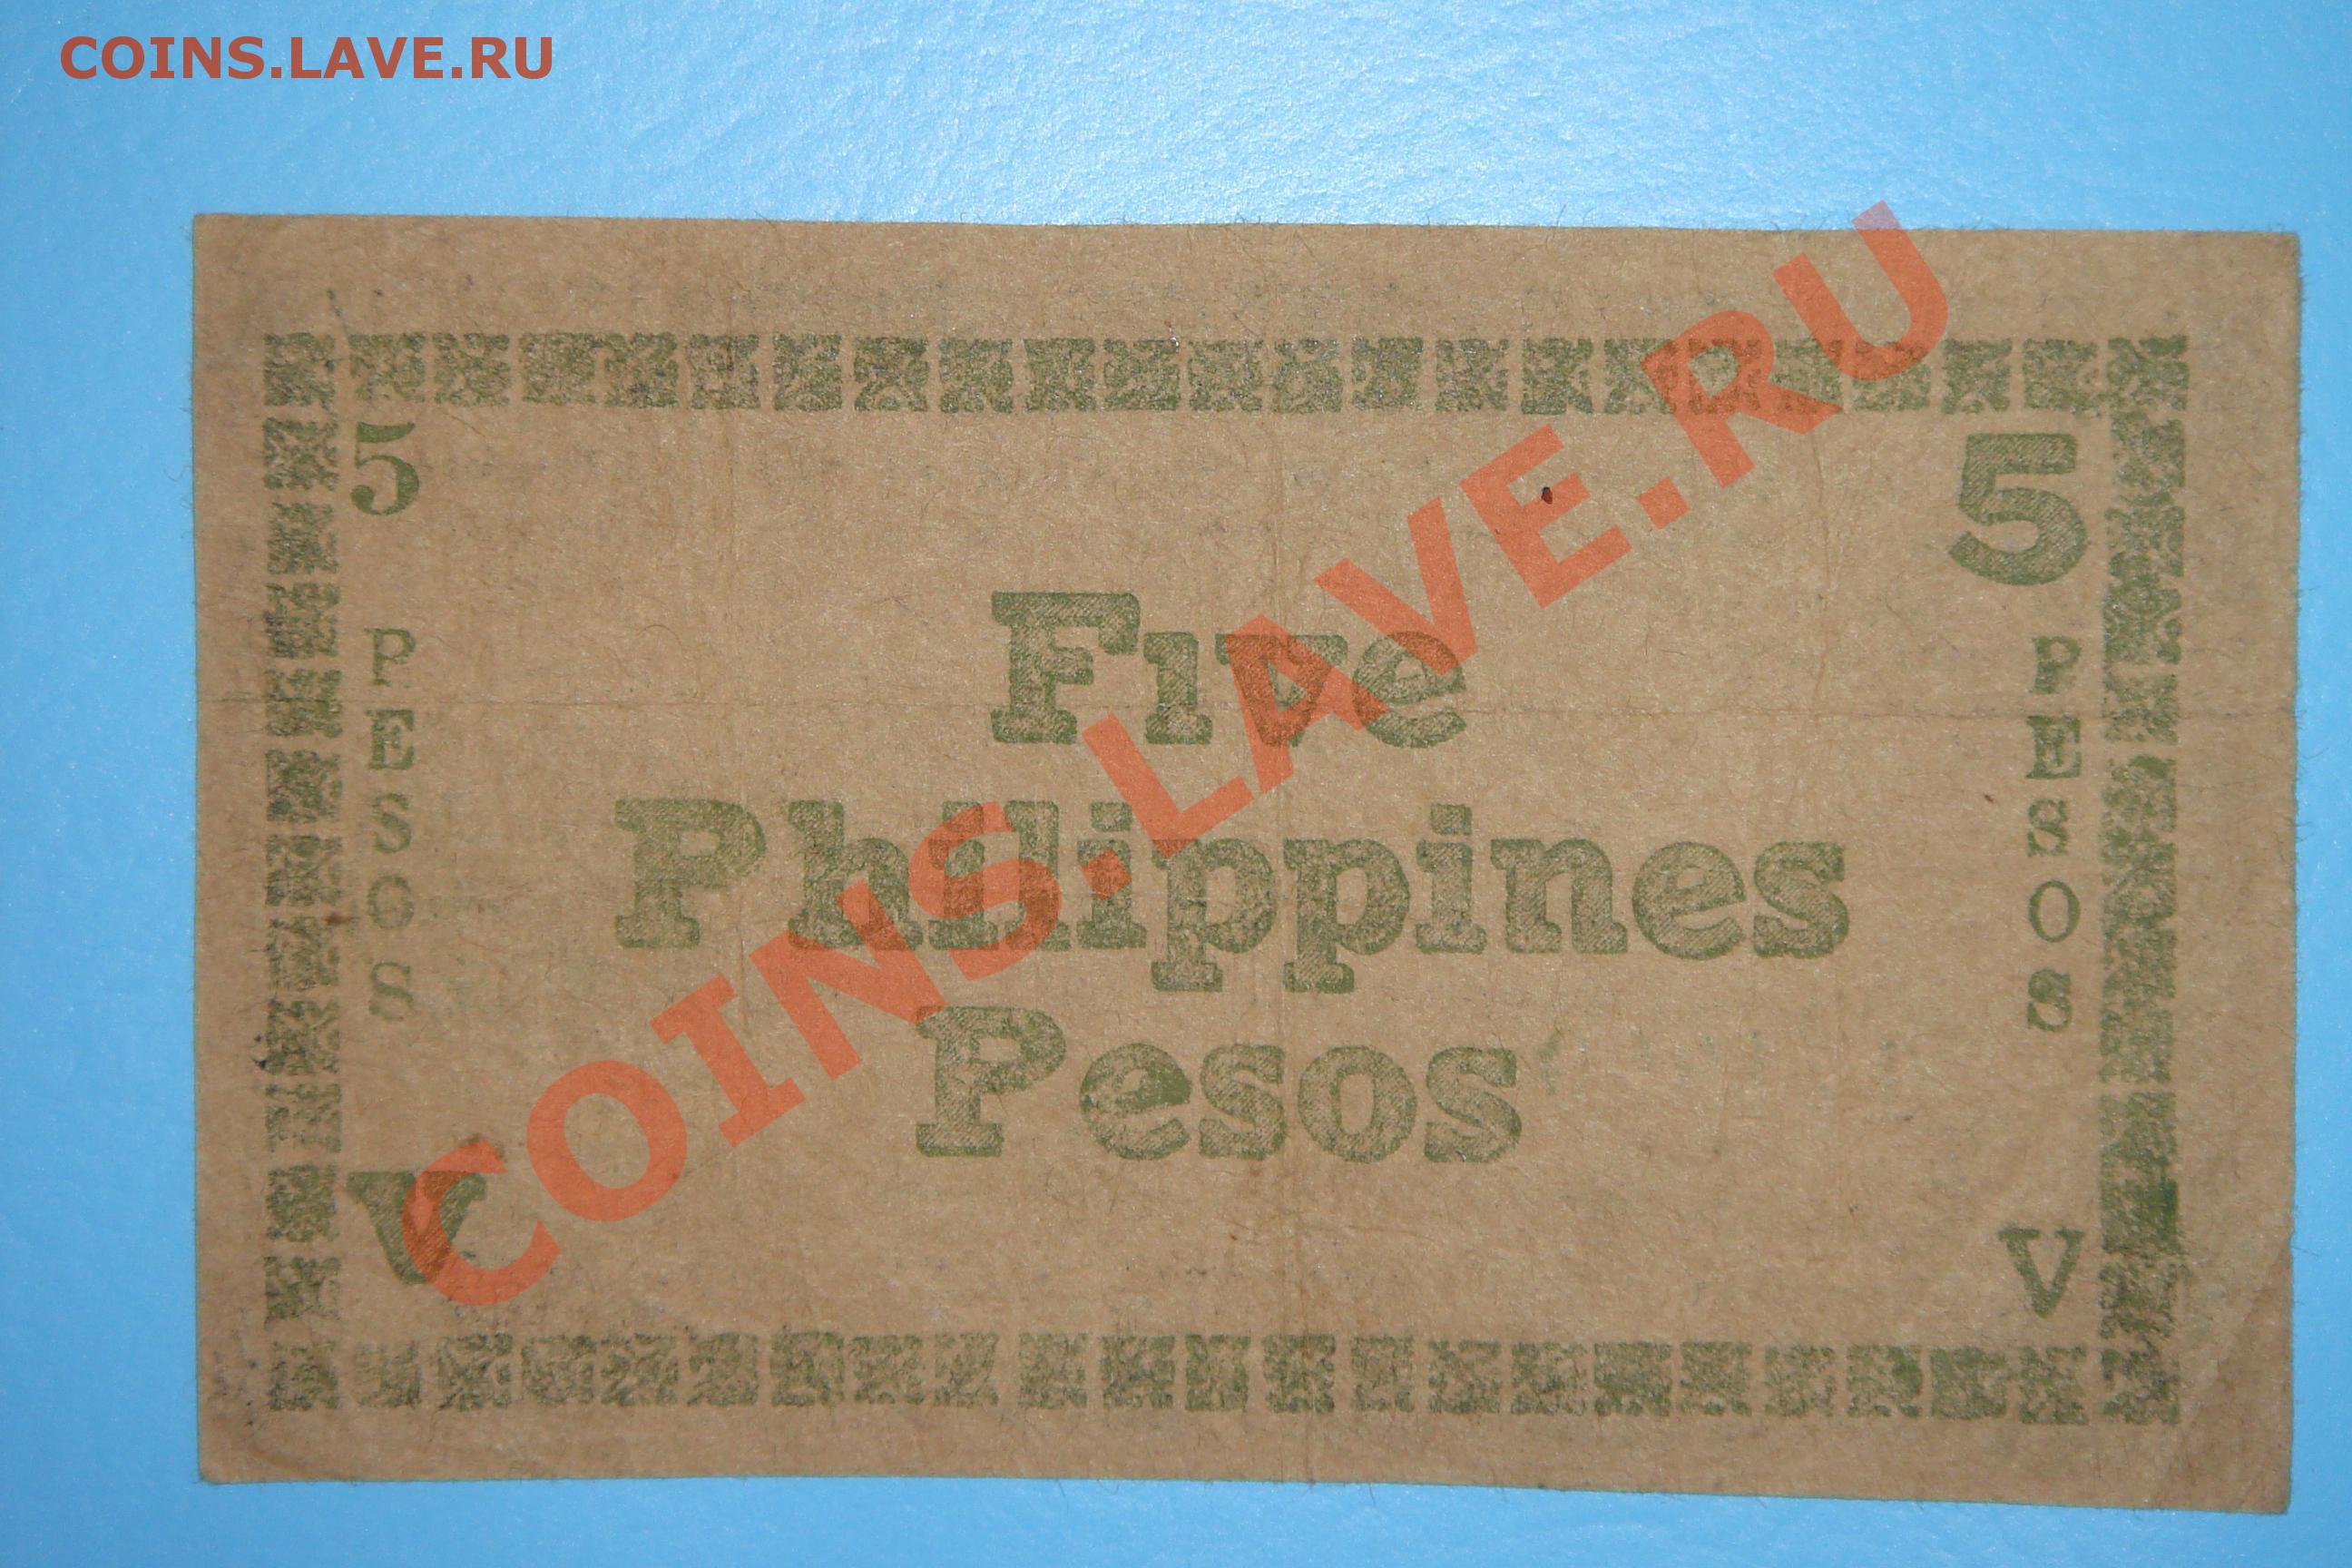 COINS.LAVE.RU
5
5
PESOS
Five
Philippines
Pesos
PESOS
V
V
COINS.LAVE.RU